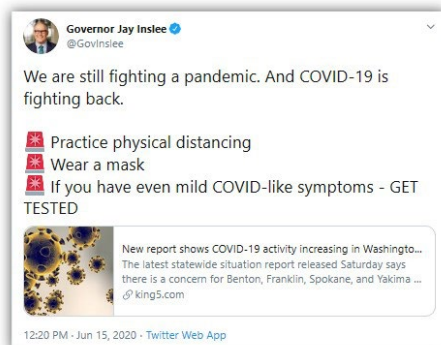 Governor Jay Inslee
@GovInslee
We are still fighting a pandemic. And COVID-19 is
fighting back.
🚨 Practice physical distancing
🚨 Wear a mask
🚨 If you have even mild COVID-like symptoms - GET
TESTED
New report shows COVID-19 activity increasing in Washingto...
The latest statewide situation report released Saturday says
there is a concern for Benton, Franklin, Spokane, and Yakima ...
king5.com
12:20 PM · Jun 15, 2020 · Twitter Web App